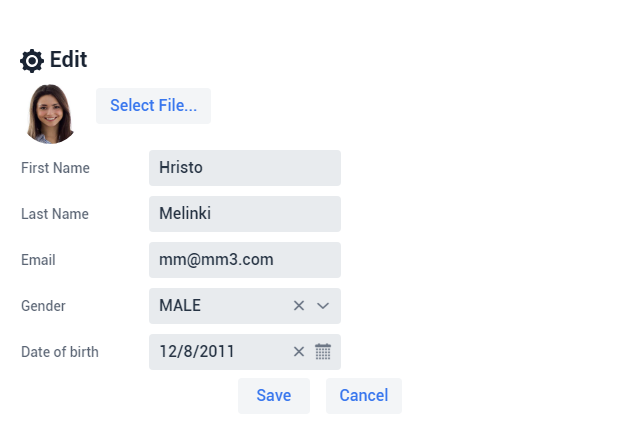 Edit
Select File...
First Name Hristo
Last Name Melinki
Email mm@mm3.com
Gender MALE
Date of birth 12/8/2011
Save Cancel